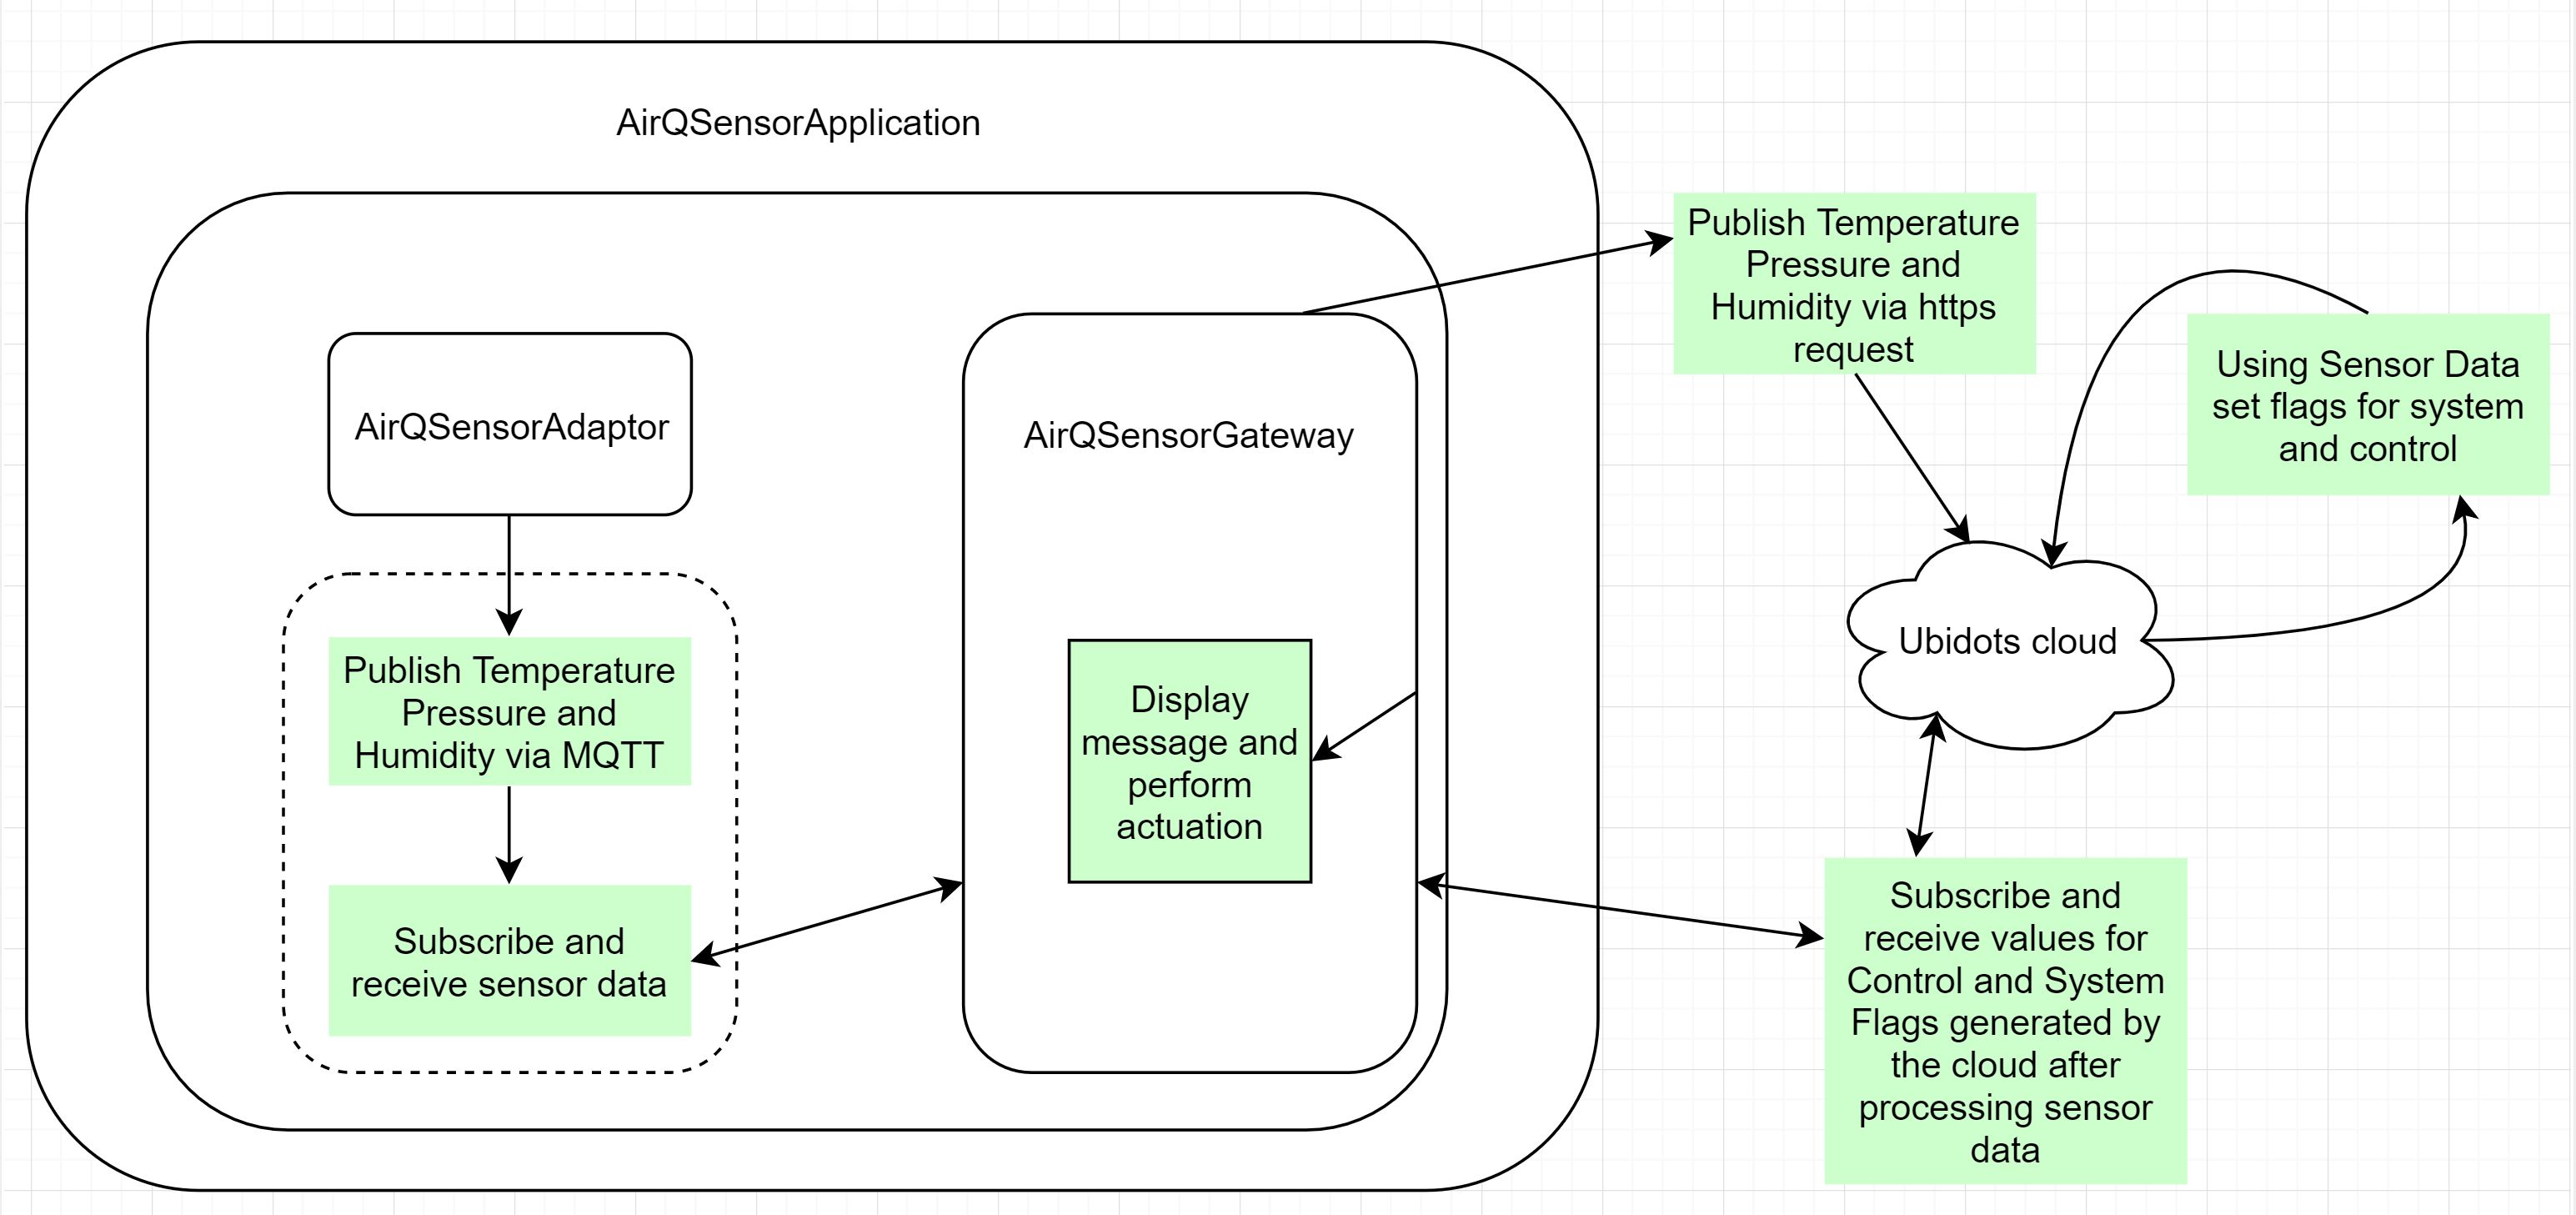 AirQSensorApplication
AirQSensorAdaptor
Publish Temperature
Pressure and
Humidity via MQTT
Subscribe and
receive sensor data
AirQSensorGateway
Display
message and
perform
actuation
Publish Temperature
Pressure and
Humidity via https
request
Using Sensor Data
set flags for system
and control
Ubidots cloud
Subscribe and
receive values for
Control and System
Flags generated by
the cloud after
processing sensor
data